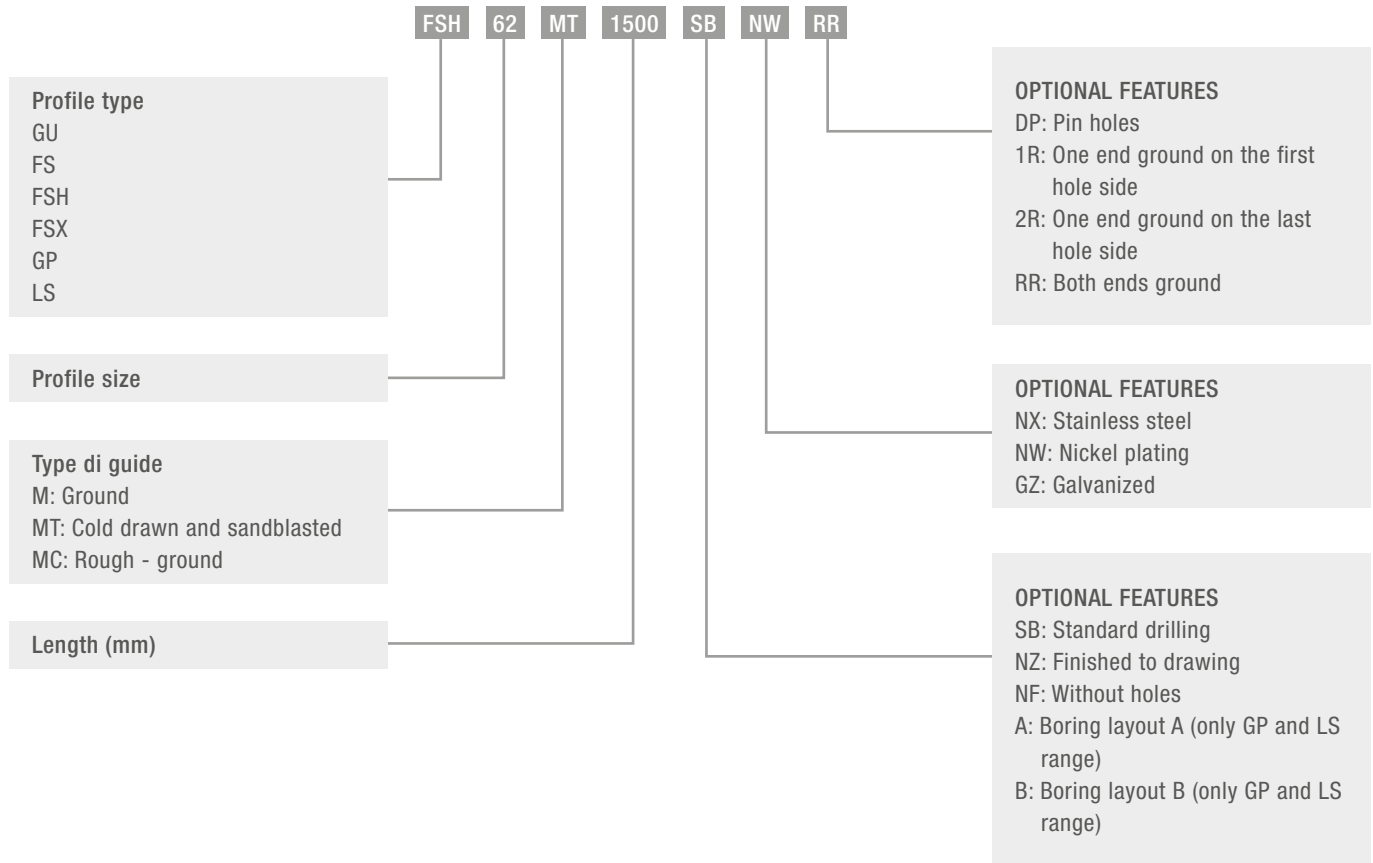 FSH 62 MT 1500 SB NW RR
Profile type
GU
FS
FSH
FSX
GP
LS
Profile size
Type di guide
M: Ground
MT: Cold drawn and sandblasted
MC: Rough - ground
Length (mm)
OPTIONAL FEATURES
DP: Pin holes
1R: One end ground on the first
hole side
2R: One end ground on the last
hole side
RR: Both ends ground
OPTIONAL FEATURES
NX: Stainless steel
NW: Nickel plating
GZ: Galvanized
OPTIONAL FEATURES
SB: Standard drilling
NZ: Finished to drawing
NF: Without holes
A: Boring layout A (only GP and LS
range)
B: Boring layout B (only GP and LS
range)